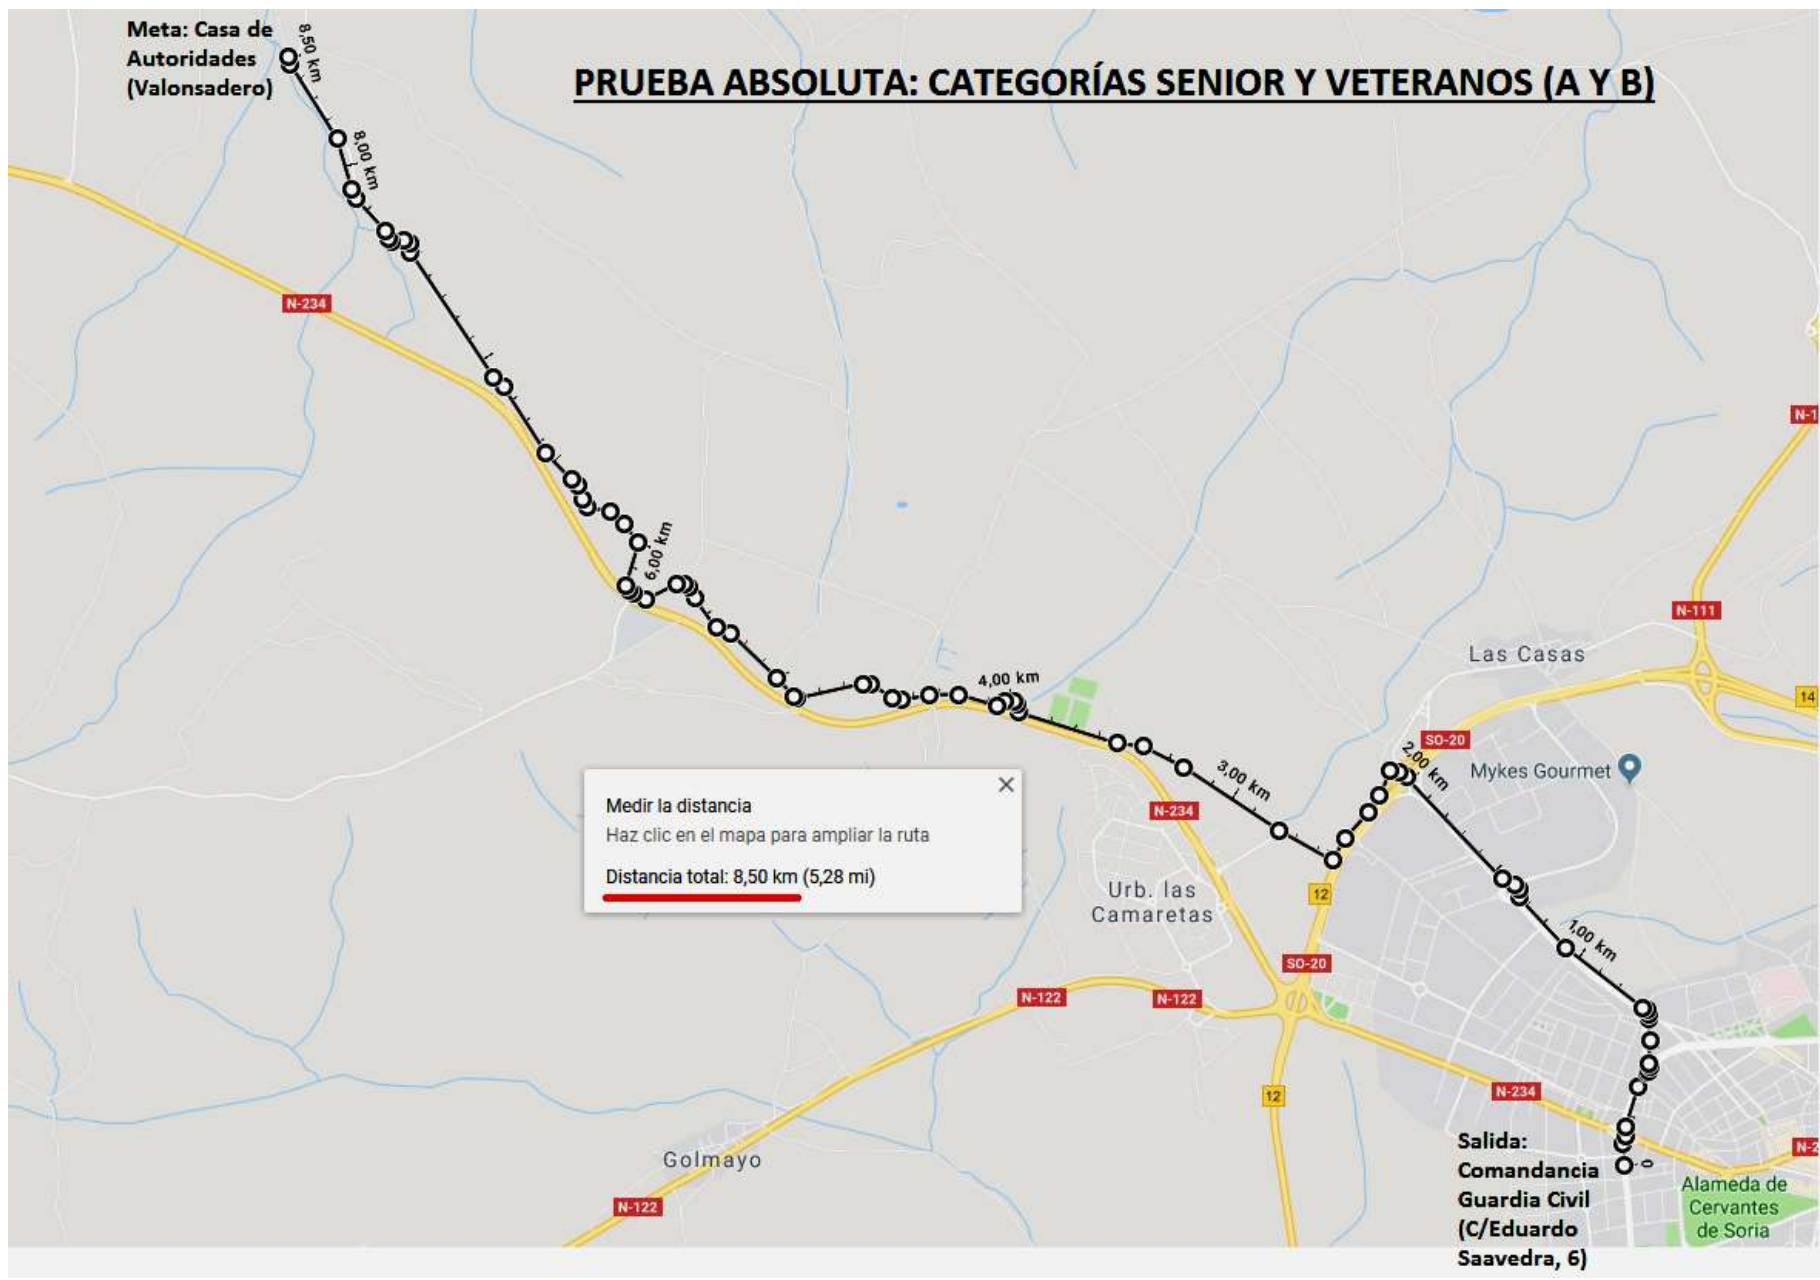 Meta: Casa de
Autoridades
(Valonsadero)
8,50 km
PRUEBA ABSOLUTA: CATEGORÍAS SENIOR Y VETERANOS (A Y B)
8,00 km
N-234
N-1
6,00 km
N-111
Las Casas
4,00 km
14
SO-20
2,00 km
Mykes Gourmet
3,00 km
Medir la distancia
Haz clic en el mapa para ampliar la ruta
Distancia total: 8,50 km (5,28 mi)
N-234
Urb. las
Camaretas
12
1,00 km
SO-20
N-122
N-122
12
N-234
Golmayo
N-122
Salida:
Comandancia
Guardia Civil
(C/Eduardo
Saavedra, 6)
0
N-2
Alameda de
Cervantes
de Soria